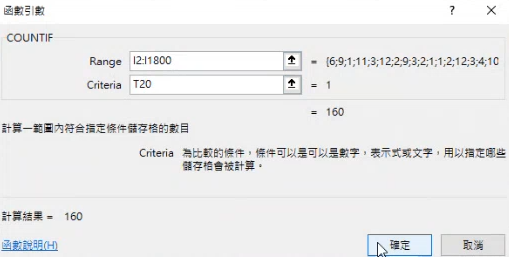 函數引數 ? ×
COUNTIF
Range I2:I1800 = {6;9;1;11;3;12;2;9;3;2;1;1;2;12;3;4;10
Criteria T20 = 1
= 160
計算一範圍內符合指定條件儲存格的數目
Criteria 為比較的條件，條件可以是可以是數字、表示式或文字，用以指定哪些
儲存格會被計算。
計算結果 = 160
函數說明(H) 確定 取消